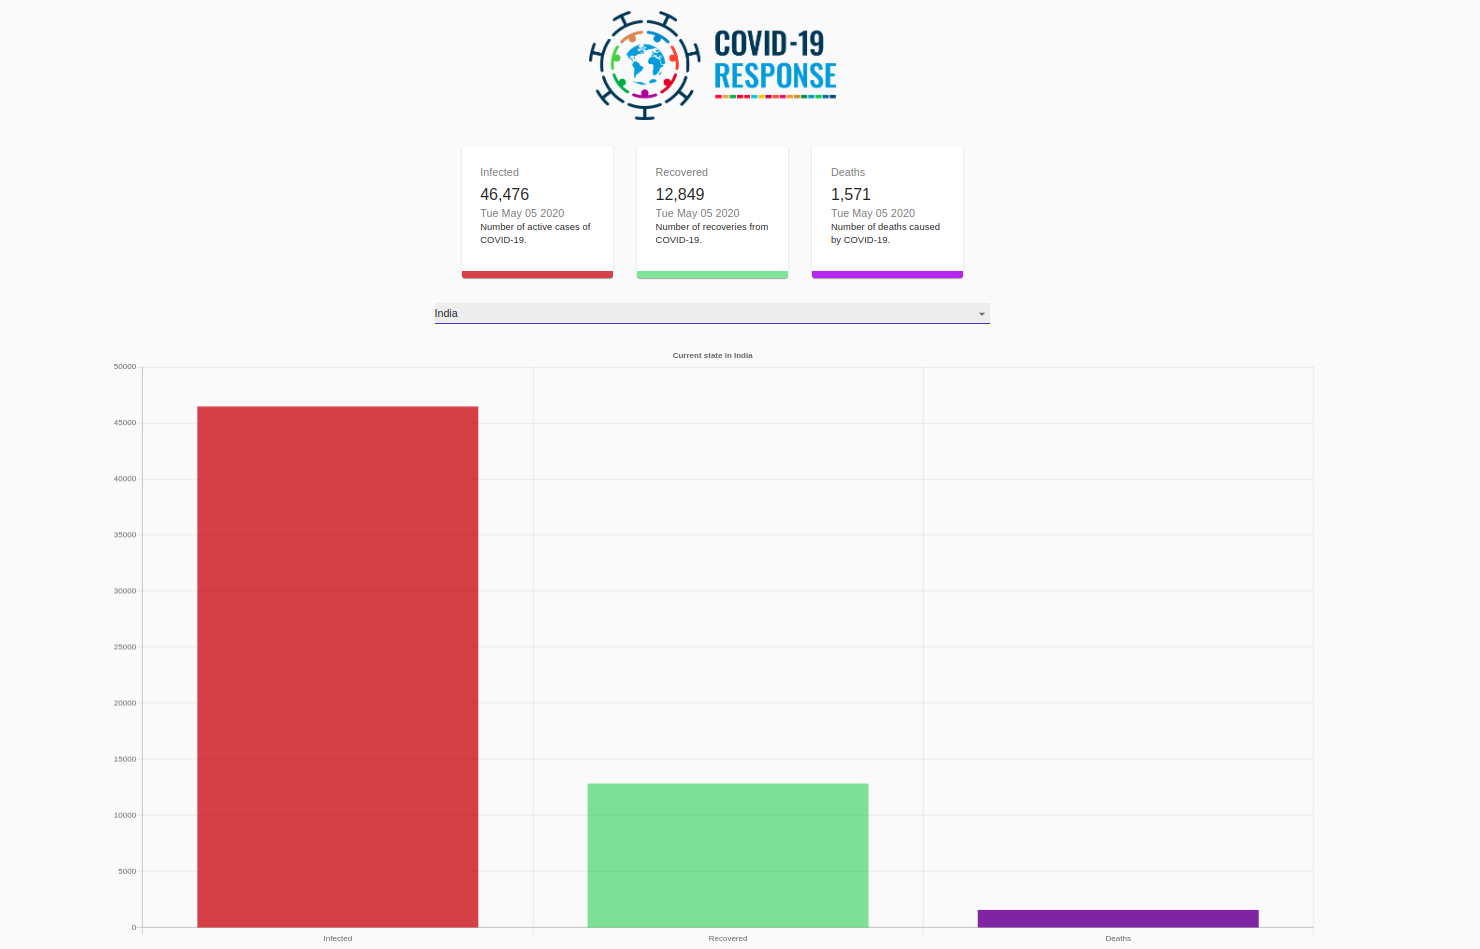 COVID-19
RESPONSE
Infected
46,476
Tue May 05 2020
Number of active cases of
COVID-19.
Recovered
12,849
Tue May 05 2020
Number of recoveries from
COVID-19.
Deaths
1,571
Tue May 05 2020
Number of deaths caused
by COVID-19.
India
Current state in India
50000
45000
40000
35000
30000
25000
20000
15000
10000
5000
0
Infected
Recovered
Deaths